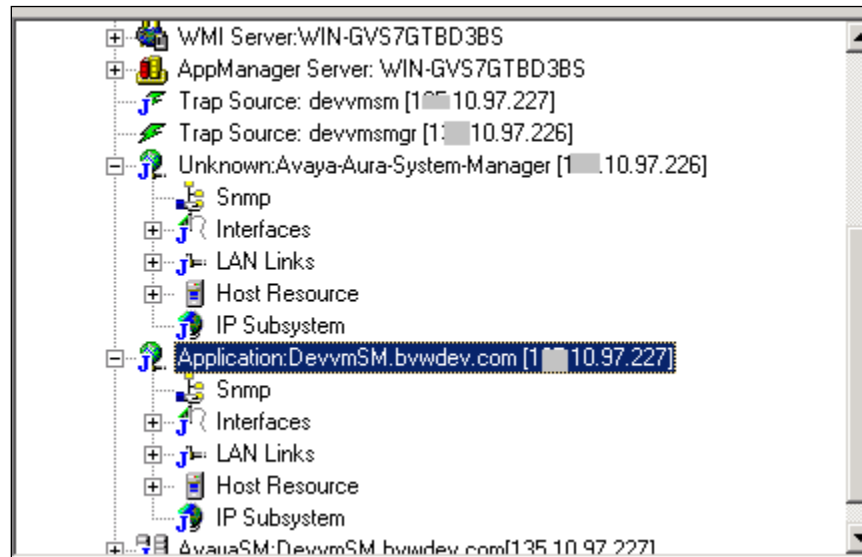 WMI Server:WIN-GVS7GTBD3BS
AppManager Server: WIN-GVS7GTBD3BS
Trap Source: devvmsm [1 10.97.227]
Trap Source: devvmsmgr [1 10.97.226]
Unknown:Avaya-Aura-System-Manager [1 .10.97.226]
Snmp
Interfaces
LAN Links
Host Resource
IP Subsystem
Application:DevvmSM.bvwdev.com [1 10.97.227]
Snmp
Interfaces
LAN Links
Host Resource
IP Subsystem
AvayaSM:DevvmSM.bvwdev.com[135.10.97.227]